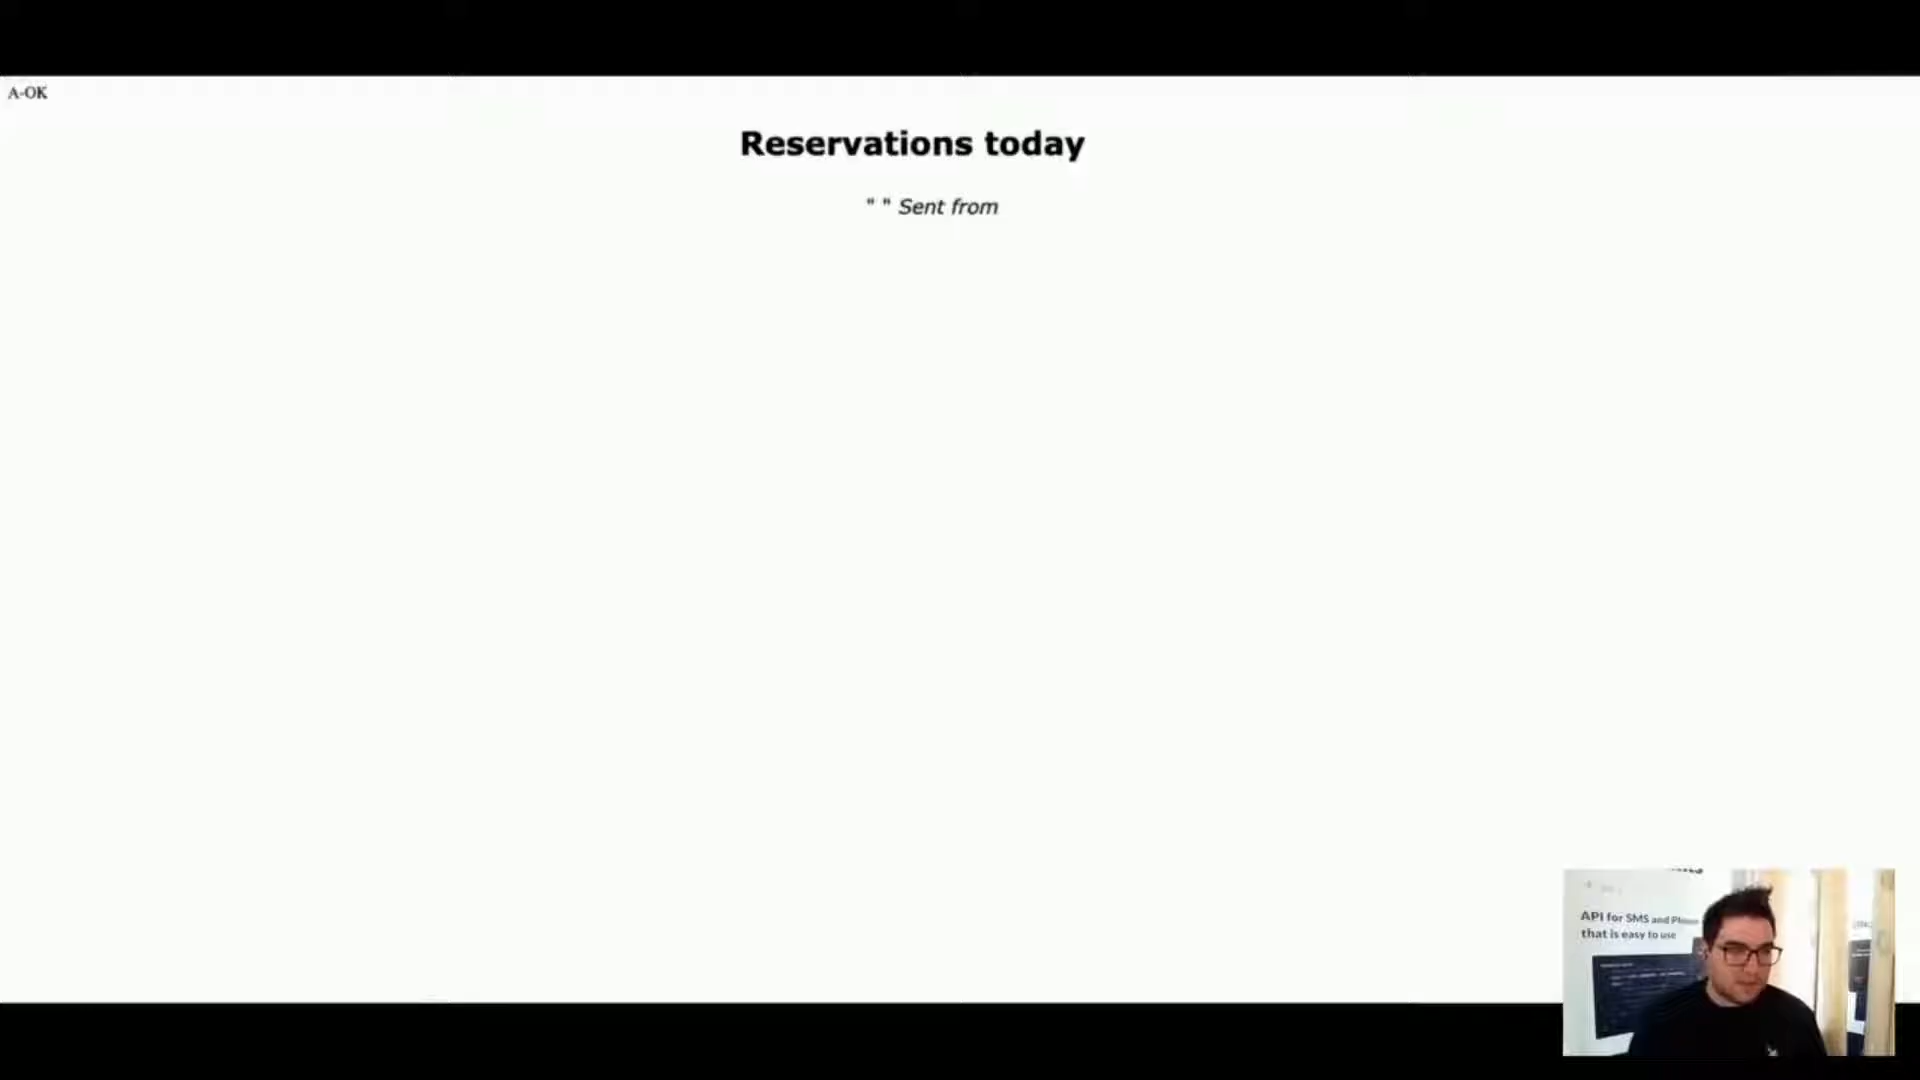 A-OK
Reservations today
" " Sent from
API for SMS and Phone
that is easy to use